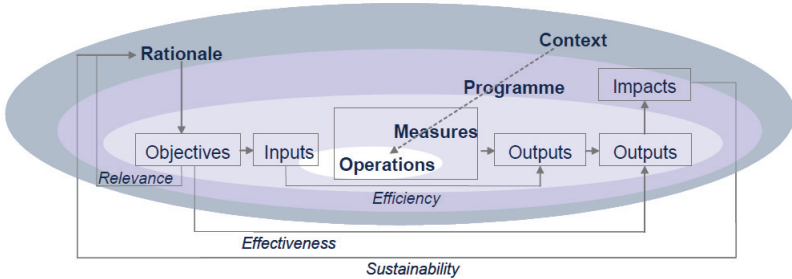 Context
Rationale
Programme
Impacts
Measures
Objectives
Inputs
Operations
Outputs
Outputs
Relevance
Efficiency
Effectiveness
Sustainability